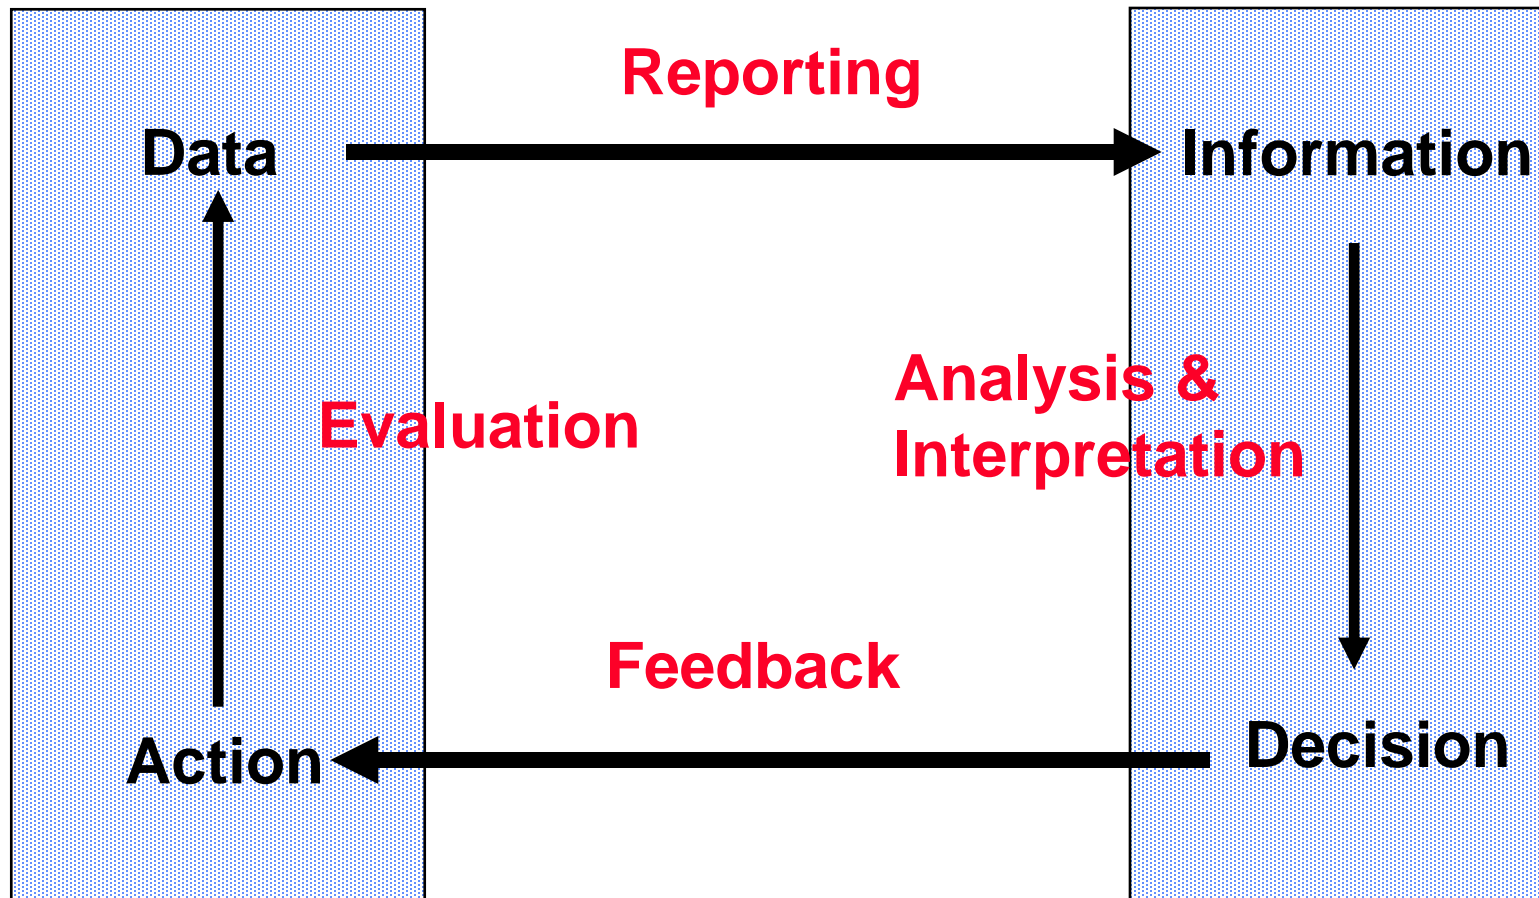 Reporting
Data
Information
Analysis &
Interpretation
Evaluation
Feedback
Action
Decision